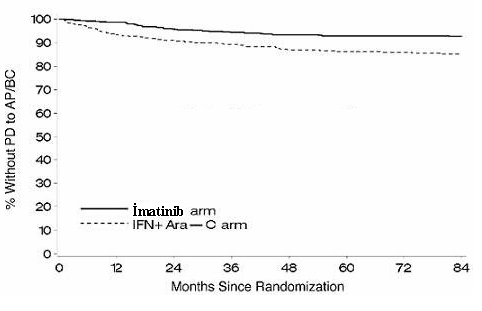 % Without PD to AP/BC
100
90
80
70
60
50
40
30
20
10
0
İmatinib arm
IFN+ Ara—C arm
0 12 24 36 48 60 72 84
Months Since Randomization